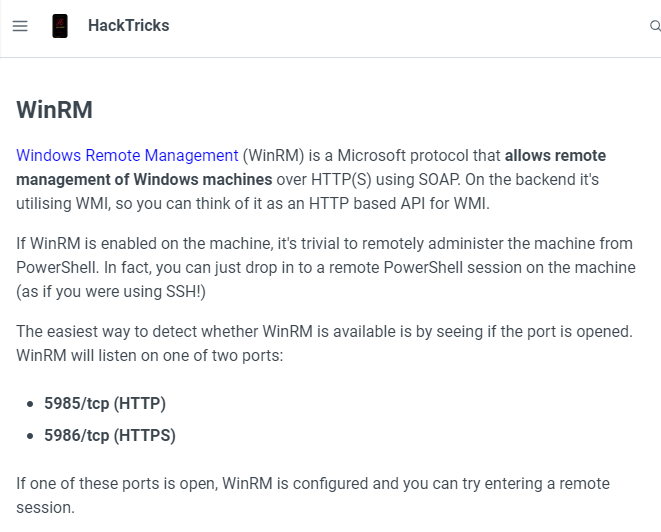 HackTricks
WinRM
Windows Remote Management (WinRM) is a Microsoft protocol that allows remote
management of Windows machines over HTTP(S) using SOAP. On the backend it's
utilising WMI, so you can think of it as an HTTP based API for WMI.
If WinRM is enabled on the machine, it's trivial to remotely administer the machine from
PowerShell. In fact, you can just drop in to a remote PowerShell session on the machine
(as if you were using SSH!)
The easiest way to detect whether WinRM is available is by seeing if the port is opened.
WinRM will listen on one of two ports:
• 5985/tcp (HTTP)
• 5986/tcp (HTTPS)
If one of these ports is open, WinRM is configured and you can try entering a remote
session.